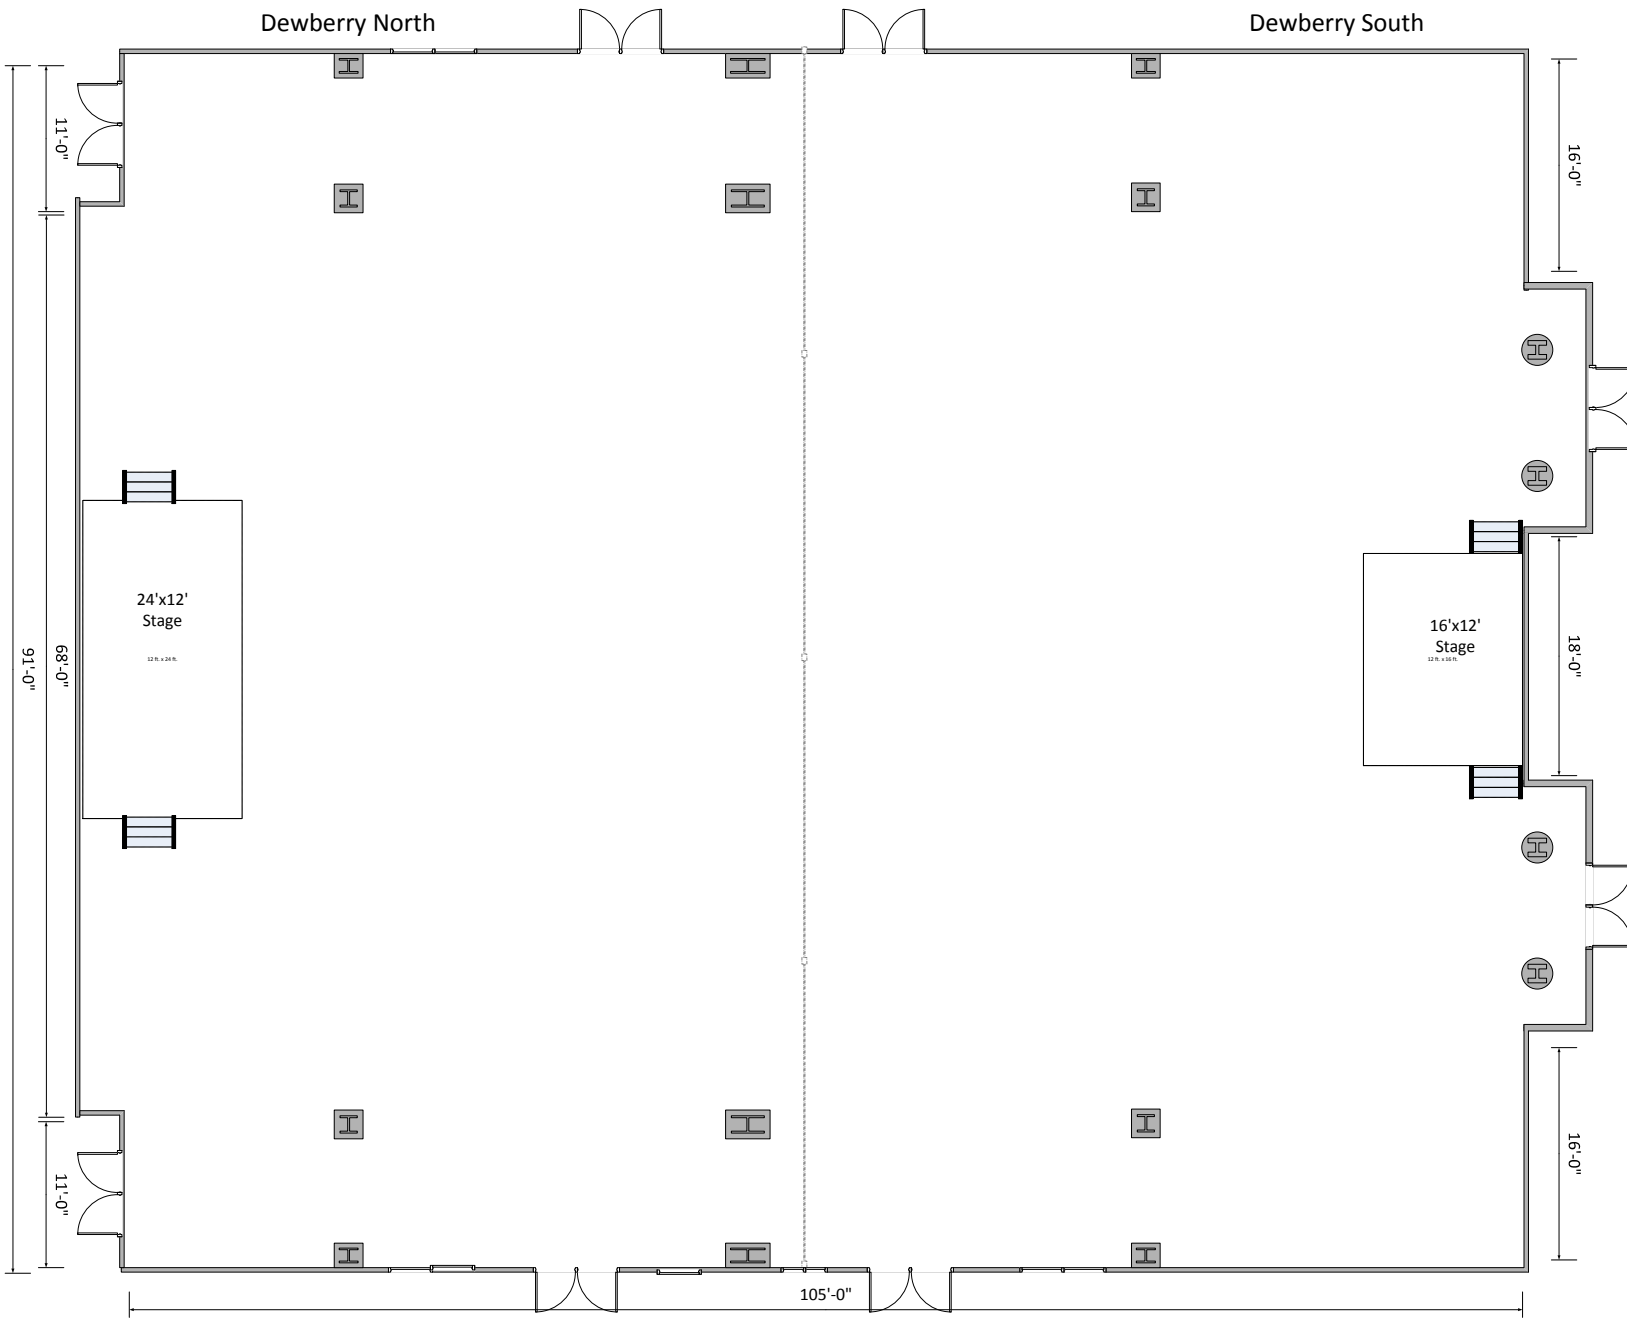 Dewberry North
Dewberry South
11'-0"
16'-0"
24'x12'
Stage
12 ft. x 24 ft.
16'x12'
Stage
12 ft. x 16 ft.
18'-0"
68'-0"
91'-0"
11'-0"
16'-0"
105'-0"